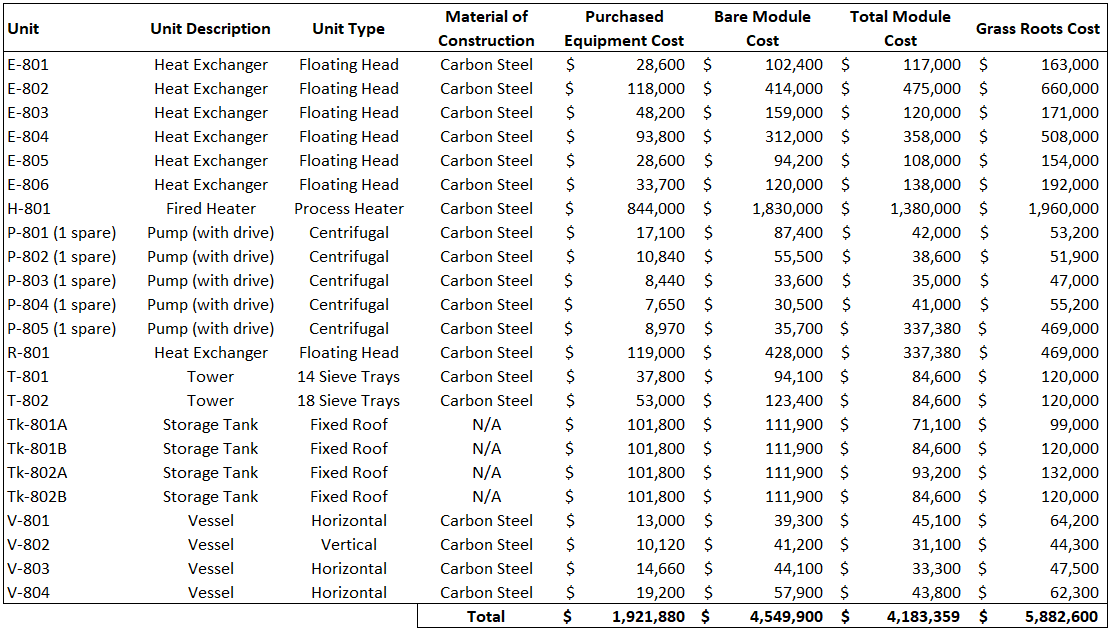 Unit Unit Description Unit Type Material of Construction Purchased Equipment Cost Bare Module Cost Total Module Cost Grass Roots Cost
E-801 Heat Exchanger Floating Head Carbon Steel $ 28,600 $ 102,400 $ 117,000 $ 163,000
E-802 Heat Exchanger Floating Head Carbon Steel $ 118,000 $ 414,000 $ 475,000 $ 660,000
E-803 Heat Exchanger Floating Head Carbon Steel $ 48,200 $ 159,000 $ 120,000 $ 171,000
E-804 Heat Exchanger Floating Head Carbon Steel $ 93,800 $ 312,000 $ 358,000 $ 508,000
E-805 Heat Exchanger Floating Head Carbon Steel $ 28,600 $ 94,200 $ 108,000 $ 154,000
E-806 Heat Exchanger Floating Head Carbon Steel $ 33,700 $ 120,000 $ 138,000 $ 192,000
H-801 Fired Heater Process Heater Carbon Steel $ 844,000 $ 1,830,000 $ 1,380,000 $ 1,960,000
P-801 (1 spare) Pump (with drive) Centrifugal Carbon Steel $ 17,100 $ 87,400 $ 42,000 $ 53,200
P-802 (1 spare) Pump (with drive) Centrifugal Carbon Steel $ 10,840 $ 55,500 $ 38,600 $ 51,900
P-803 (1 spare) Pump (with drive) Centrifugal Carbon Steel $ 8,440 $ 33,600 $ 35,000 $ 47,000
P-804 (1 spare) Pump (with drive) Centrifugal Carbon Steel $ 7,650 $ 30,500 $ 41,000 $ 55,200
P-805 (1 spare) Pump (with drive) Centrifugal Carbon Steel $ 8,970 $ 35,700 $ 337,380 $ 469,000
R-801 Heat Exchanger Floating Head Carbon Steel $ 119,000 $ 428,000 $ 337,380 $ 469,000
T-801 Tower 14 Sieve Trays Carbon Steel $ 37,800 $ 94,100 $ 84,600 $ 120,000
T-802 Tower 18 Sieve Trays Carbon Steel $ 53,000 $ 123,400 $ 84,600 $ 120,000
Tk-801A Storage Tank Fixed Roof N/A $ 101,800 $ 111,900 $ 71,100 $ 99,000
Tk-801B Storage Tank Fixed Roof N/A $ 101,800 $ 111,900 $ 84,600 $ 120,000
Tk-802A Storage Tank Fixed Roof N/A $ 101,800 $ 111,900 $ 93,200 $ 132,000
Tk-802B Storage Tank Fixed Roof N/A $ 101,800 $ 111,900 $ 84,600 $ 120,000
V-801 Vessel Horizontal Carbon Steel $ 13,000 $ 39,300 $ 45,100 $ 64,200
V-802 Vessel Vertical Carbon Steel $ 10,120 $ 41,200 $ 31,100 $ 44,300
V-803 Vessel Horizontal Carbon Steel $ 14,660 $ 44,100 $ 33,300 $ 47,500
V-804 Vessel Horizontal Carbon Steel $ 19,200 $ 57,900 $ 43,800 $ 62,300
Total $ 1,921,880 $ 4,549,900 $ 4,183,359 $ 5,882,600